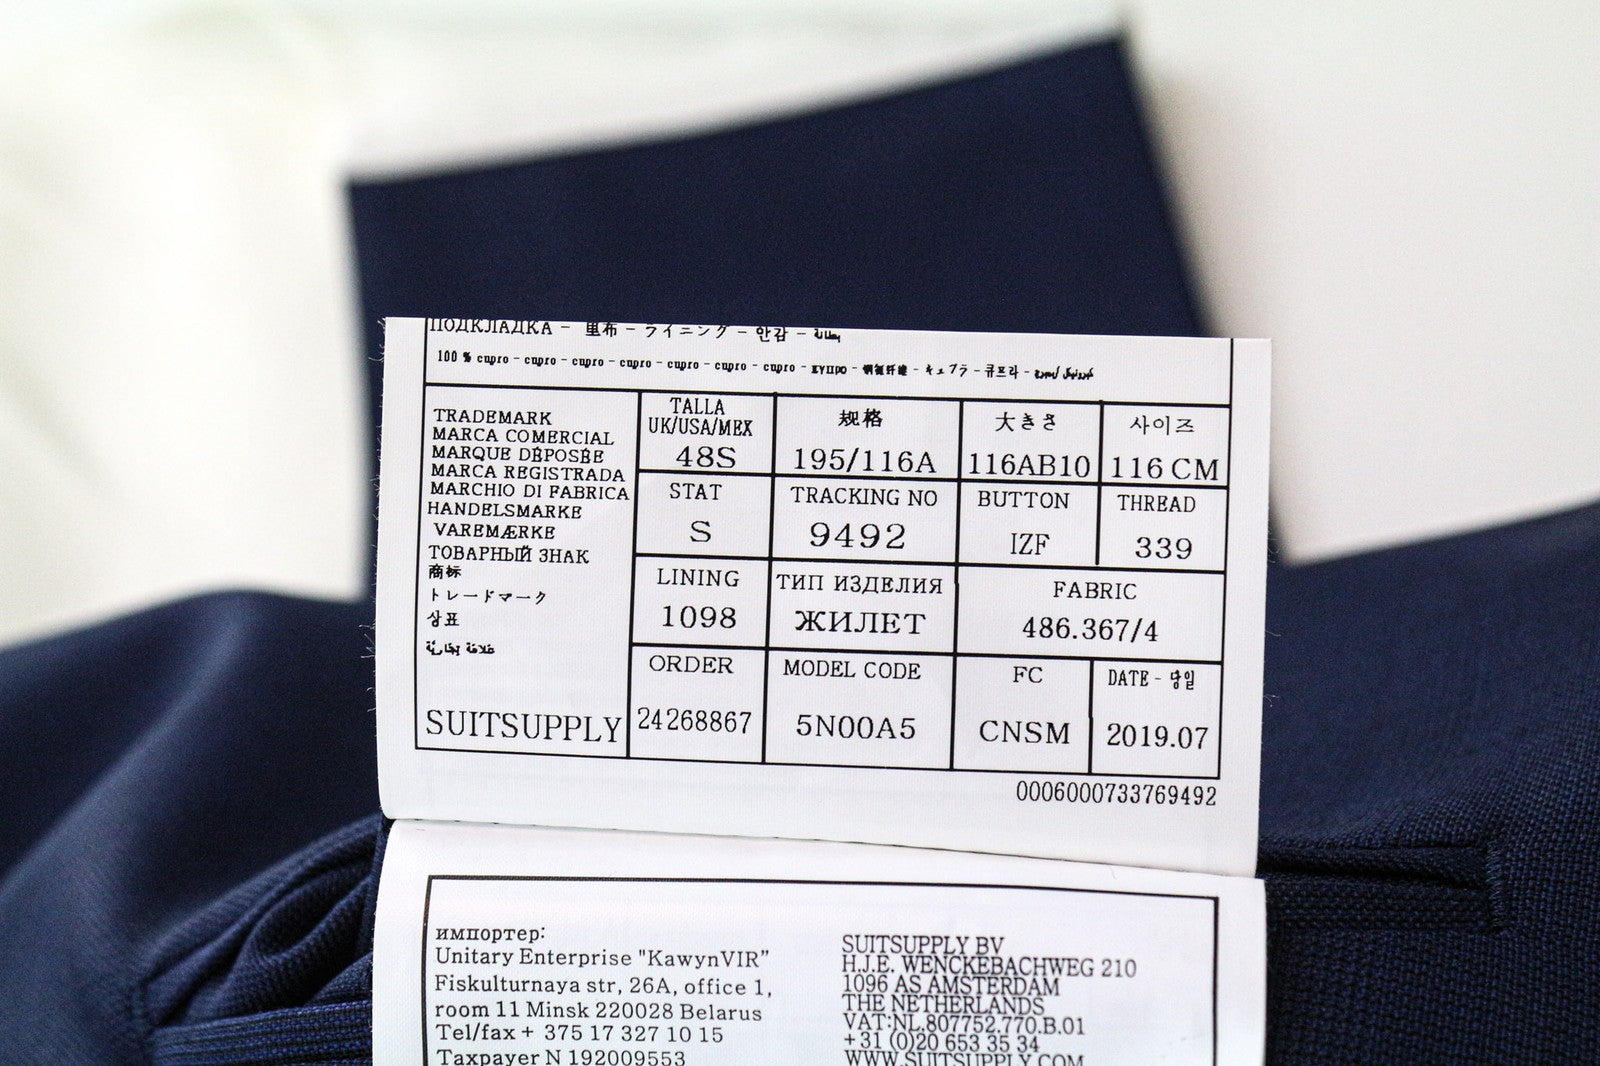 ПОДКЛАДКА - 里布 - ライニング - 안감 - بطانة
100 % cupro - cupro - cupro - cupro - cupro - cupro - cupro - купро - 铜氨纤维 - キュプラ - 큐프라 -
TRADEMARK
MARCA COMERCIAL
MARQUE DÉPOSÉE
MARCA REGISTRADA
MARCHIO DI FABRICA
HANDELSMARKE
VAREMÆRKE
ТОВАРНЫЙ ЗНАК
商标
トレードマーク
상표
علامة تجارية
SUITSUPPLY
TALLA
UK/USA/MEX
48S
规格
195/116A
大きさ
116AB10
사이즈
116 CM
STAT
S
TRACKING NO
9492
BUTTON
IZF
THREAD
339
LINING
1098
ТИП ИЗДЕЛИЯ
ЖИЛЕТ
FABRIC
486.367/4
ORDER
24268867
MODEL CODE
5N00A5
FC
CNSM
DATE - 당일
2019.07
0006000733769492
импортер:
Unitary Enterprise "KawynVIR"
Fiskulturnaya str, 26A, office 1,
room 11 Minsk 220028 Belarus
Tel/fax + 375 17 327 10 15
Taxpayer N 192009553
SUITSUPPLY BV
H.J.E. WENCKEBACHWEG 210
1096 AS AMSTERDAM
THE NETHERLANDS
VAT:NL.807752.770.B.01
+31 (0)20 653 35 34
WWW.SUITSUPPLY.COM